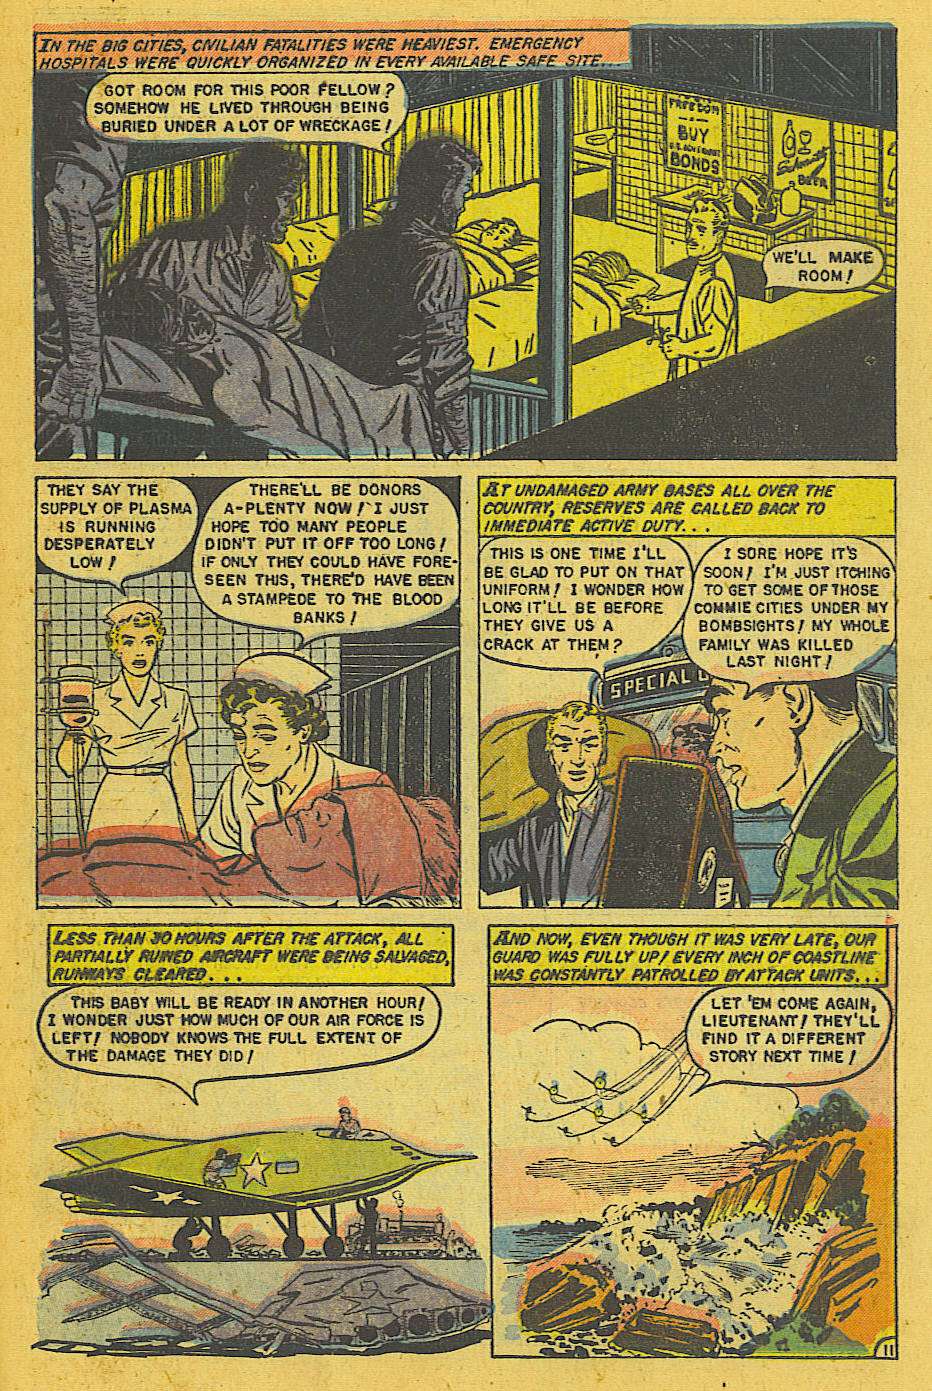 IN THE BIG CITIES, CIVILIAN FATALITIES WERE HEAVIEST. EMERGENCY
HOSPITALS WERE QUICKLY ORGANIZED IN EVERY AVAILABLE SAFE SITE.
GOT ROOM FOR THIS POOR FELLOW?
SOMEHOW HE LIVED THROUGH BEING
BURIED UNDER A LOT OF WRECKAGE!
FREEDOM
BUY
BONDS
BEER
WE'LL MAKE
ROOM!
THEY SAY THE
SUPPLY OF PLASMA
IS RUNNING
DESPERATELY
LOW!
THERE'LL BE DONORS
A-PLENTY NOW! I JUST
HOPE TOO MANY PEOPLE
DIDN'T PUT IT OFF TOO LONG!
IF ONLY THEY COULD HAVE FORE-
SEEN THIS, THERE'D HAVE BEEN
A STAMPEDE TO THE BLOOD
BANKS!
AT UNDAMAGED ARMY BASES ALL OVER THE
COUNTRY, RESERVES ARE CALLED BACK TO
IMMEDIATE ACTIVE DUTY...
THIS IS ONE TIME I'LL
BE GLAD TO PUT ON THAT
UNIFORM! I WONDER HOW
LONG IT'LL BE BEFORE
THEY GIVE US A
CRACK AT THEM?
I SORE HOPE IT'S
SOON! I'M JUST ITCHING
TO GET SOME OF THOSE
COMMIE CITIES UNDER MY
BOMBSIGHTS! MY WHOLE
FAMILY WAS KILLED
LAST NIGHT!
SPECIAL
LESS THAN 30 HOURS AFTER THE ATTACK, ALL
PARTIALLY RUINED AIRCRAFT WERE BEING SALVAGED,
RUNWAYS CLEARED...
THIS BABY WILL BE READY IN ANOTHER HOUR!
I WONDER JUST HOW MUCH OF OUR AIR FORCE IS
LEFT! NOBODY KNOWS THE FULL EXTENT OF
THE DAMAGE THEY DID!
AND NOW, EVEN THOUGH IT WAS VERY LATE, OUR
GUARD WAS FULLY UP! EVERY INCH OF COASTLINE
WAS CONSTANTLY PATROLLED BY ATTACK UNITS...
LET 'EM COME AGAIN,
LIEUTENANT! THEY'LL
FIND IT A DIFFERENT
STORY NEXT TIME!
11